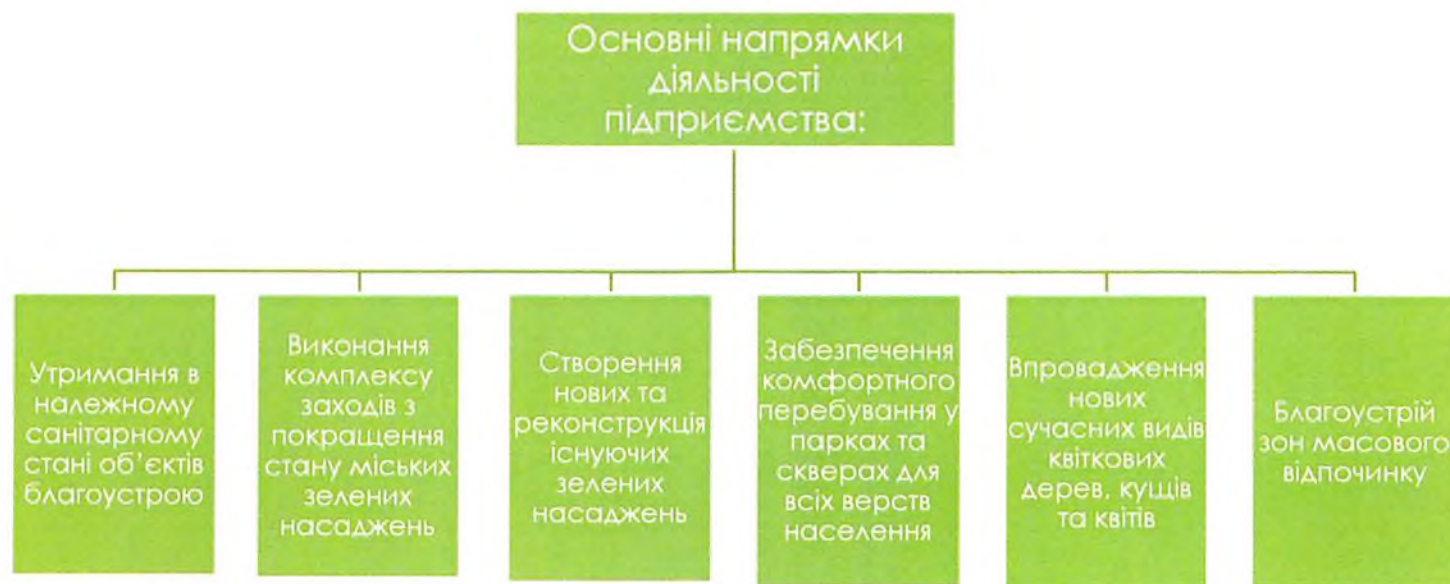 Основні напрямки
діяльності
підприємства:
Утримання в
належному
санітарному
стані об’єктів
благоустрою
Виконання
комплексу
заходів з
покращення
стану міських
зелених
насаджень
Створення
нових та
реконструкція
існуючих
зелених
насаджень
Забезпечення
комфортного
перебування у
парках та
скверах для
всіх верств
населення
Впровадження
нових
сучасних видів
квіткових
дерев, кущів
та квітів
Благоустрій
зон масового
відпочинку